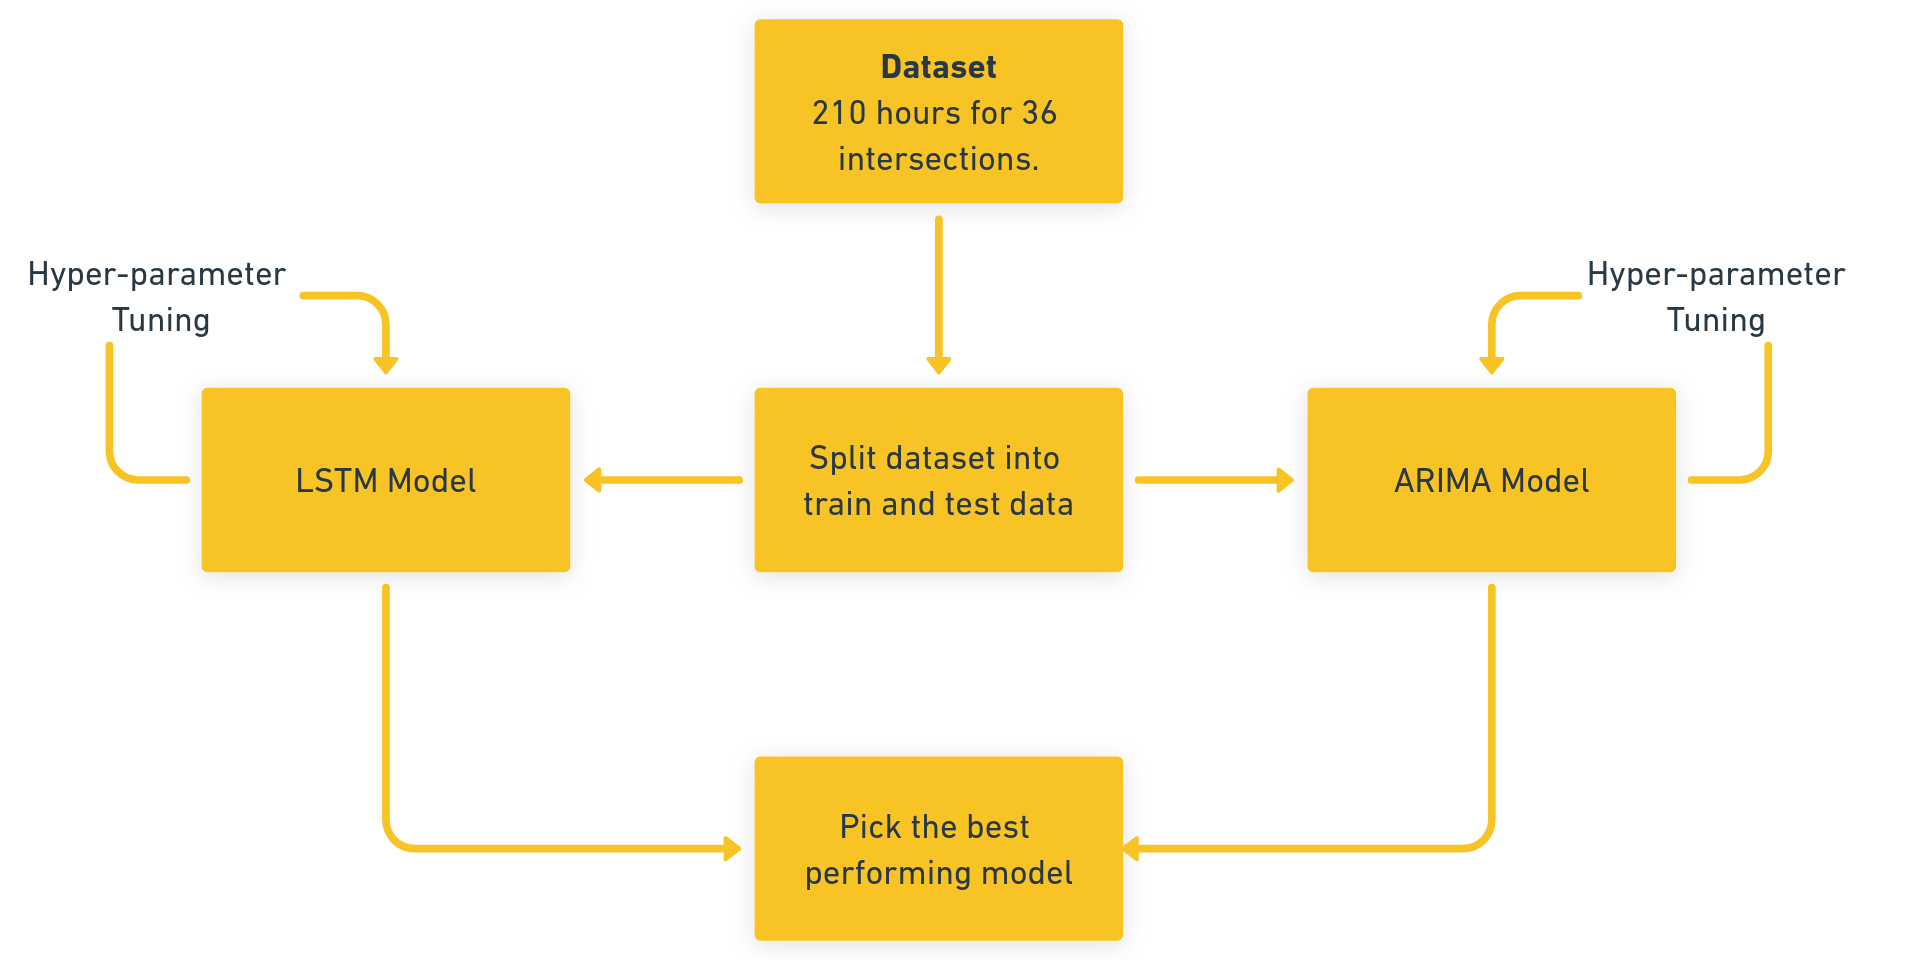 Dataset
210 hours for 36
intersections.
Hyper-parameter
Tuning
Hyper-parameter
Tuning
LSTM Model
Split dataset into
train and test data
ARIMA Model
Pick the best
performing model